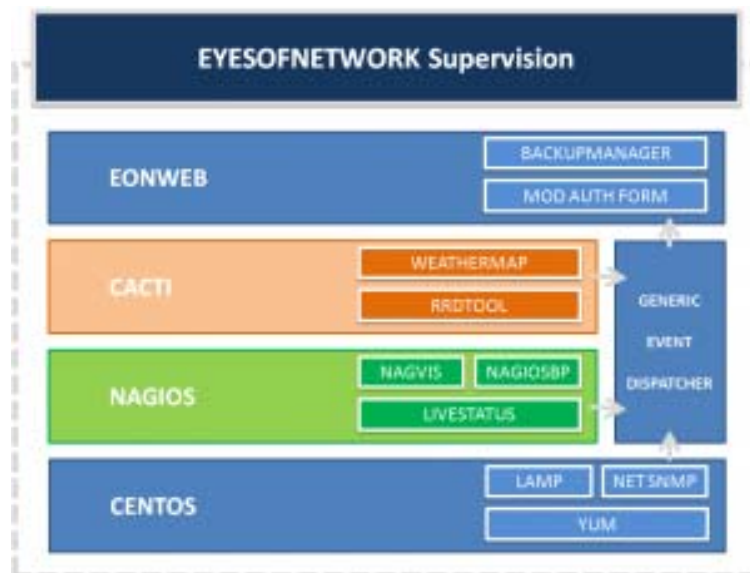 EYESOFNETWORK Supervision
EONWEB
BACKUPMANAGER
MOD AUTH FORM
CACTI
WEATHERMAP
RRDTOOL
GENERIC
EVENT
DISPATCHER
NAGIOS
NAGVIS
NAGIOSBP
LIVESTATUS
CENTOS
LAMP
NET SNMP
YUM